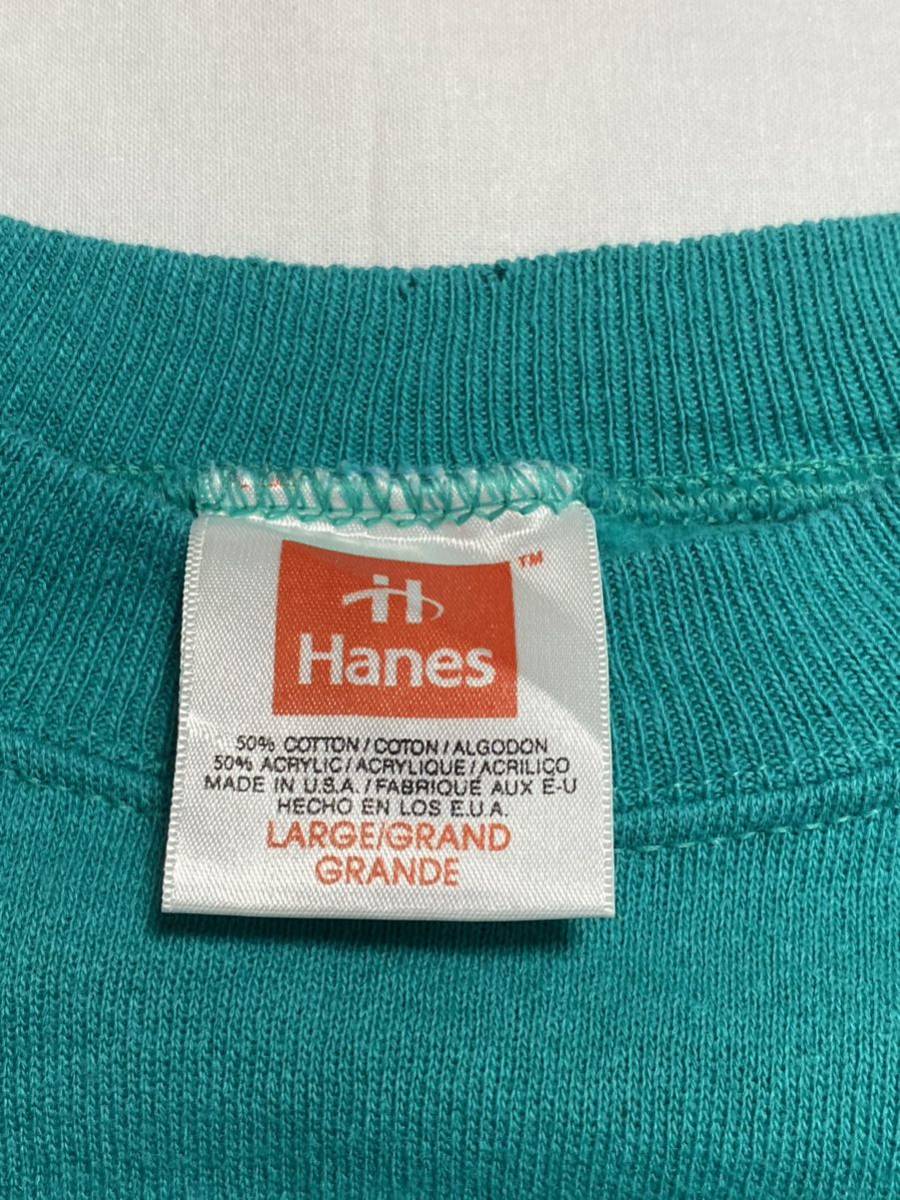 TM
H
Hanes
50% COTTON/COTON/ALGODON
50% ACRYLIC/ACRYLIQUE/ACRILICO
MADE IN U.S.A./FABRIQUÉ AUX E-U
HECHO EN LOS E.U.A.
LARGE/GRAND
GRANDE